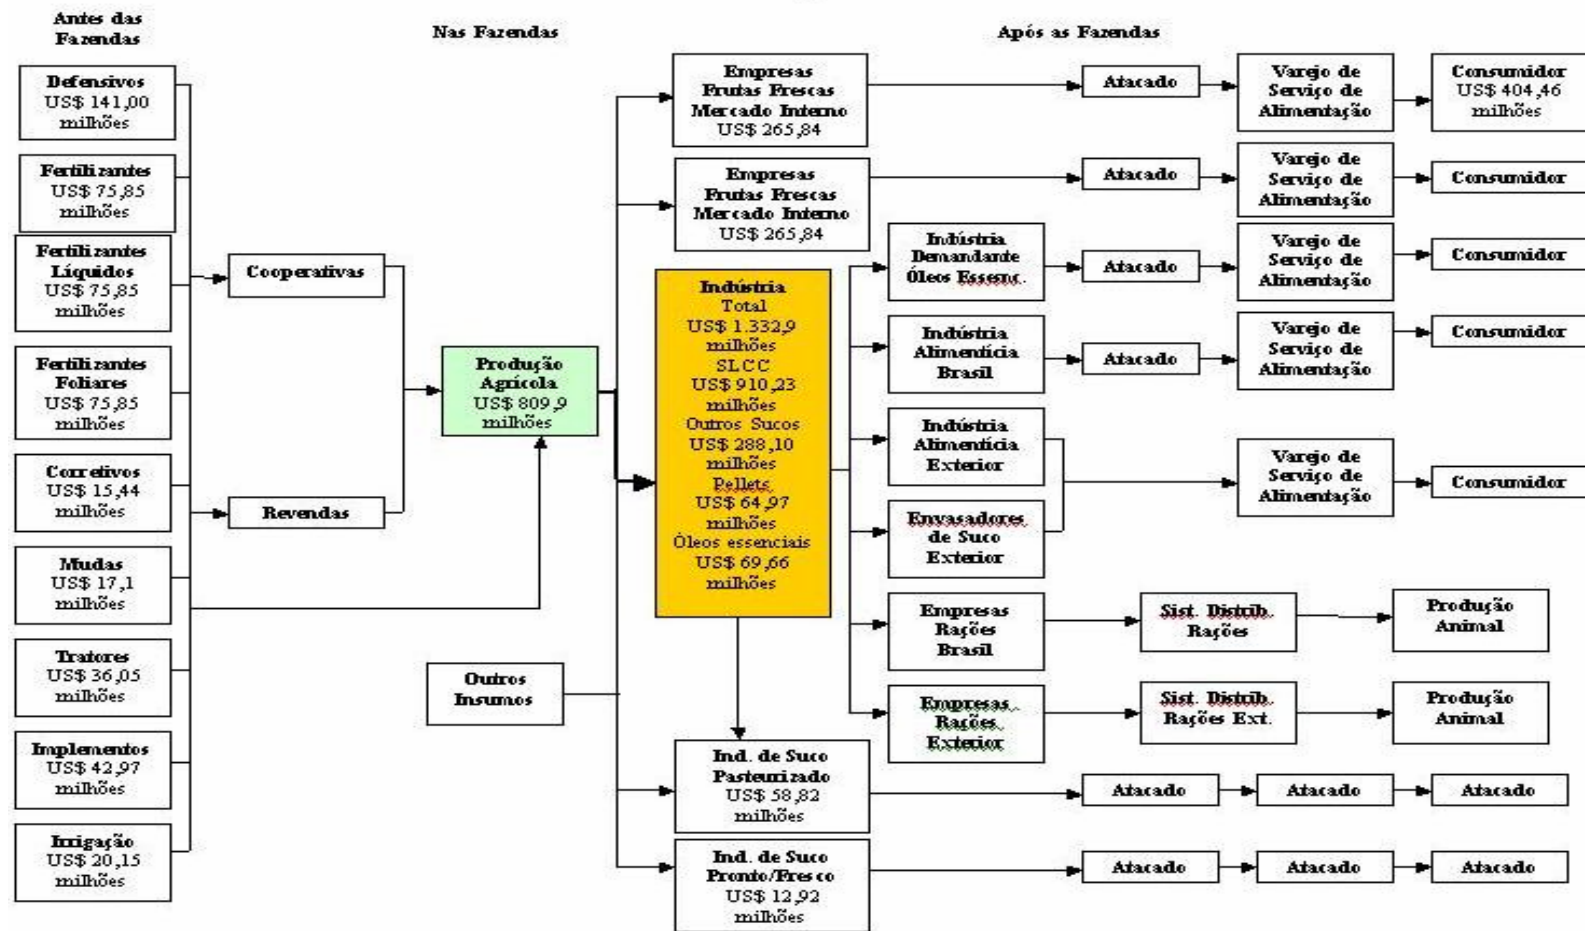 Antes das
Fazendas
Nas Fazendas
Após as Fazendas
Defensivos
US$ 141,00
milhões
Fertilizantes
US$ 75,85
milhões
Fertilizantes
Líquidos
US$ 75,85
milhões
Fertilizantes
Foliares
US$ 75,85
milhões
Corretivos
US$ 15,44
milhões
Mudas
US$ 17,1
milhões
Tratores
US$ 36,05
milhões
Implementos
US$ 42,97
milhões
Irrigação
US$ 20,15
milhões
Cooperativas
Revendas
Produção
Agrícola
US$ 809,9
milhões
Outros
Insumos
Empresas
Frutas Frescas
Mercado Interno
US$ 265,84
Empresas
Frutas Frescas
Mercado Interno
US$ 265,84
Indústria
Total
US$ 1.332,9
milhões
SLCC
US$ 910,23
milhões
Outros Sucos
US$ 288,10
milhões
Pellets
US$ 64,97
milhões
Óleos essenciais
US$ 69,66
milhões
Ind. de Suco
Pasteurizado
US$ 58,82
milhões
Ind. de Suco
Pronto/Fresco
US$ 12,92
milhões
Indústria
Demandante
Óleos Essenc.
Indústria
Alimentícia
Brasil
Indústria
Alimentícia
Exterior
Envasadores
de Suco
Exterior
Empresas
Rações
Brasil
Empresas
Rações
Exterior
Atacado
Varejo de
Serviço de
Alimentação
Consumidor
US$ 404,46
milhões
Atacado
Varejo de
Serviço de
Alimentação
Consumidor
Atacado
Varejo de
Serviço de
Alimentação
Consumidor
Atacado
Varejo de
Serviço de
Alimentação
Consumidor
Varejo de
Serviço de
Alimentação
Consumidor
Sist. Distrib.
Rações
Produção
Animal
Sist. Distrib.
Rações Ext.
Produção
Animal
Atacado
Atacado
Atacado
Atacado
Atacado
Atacado